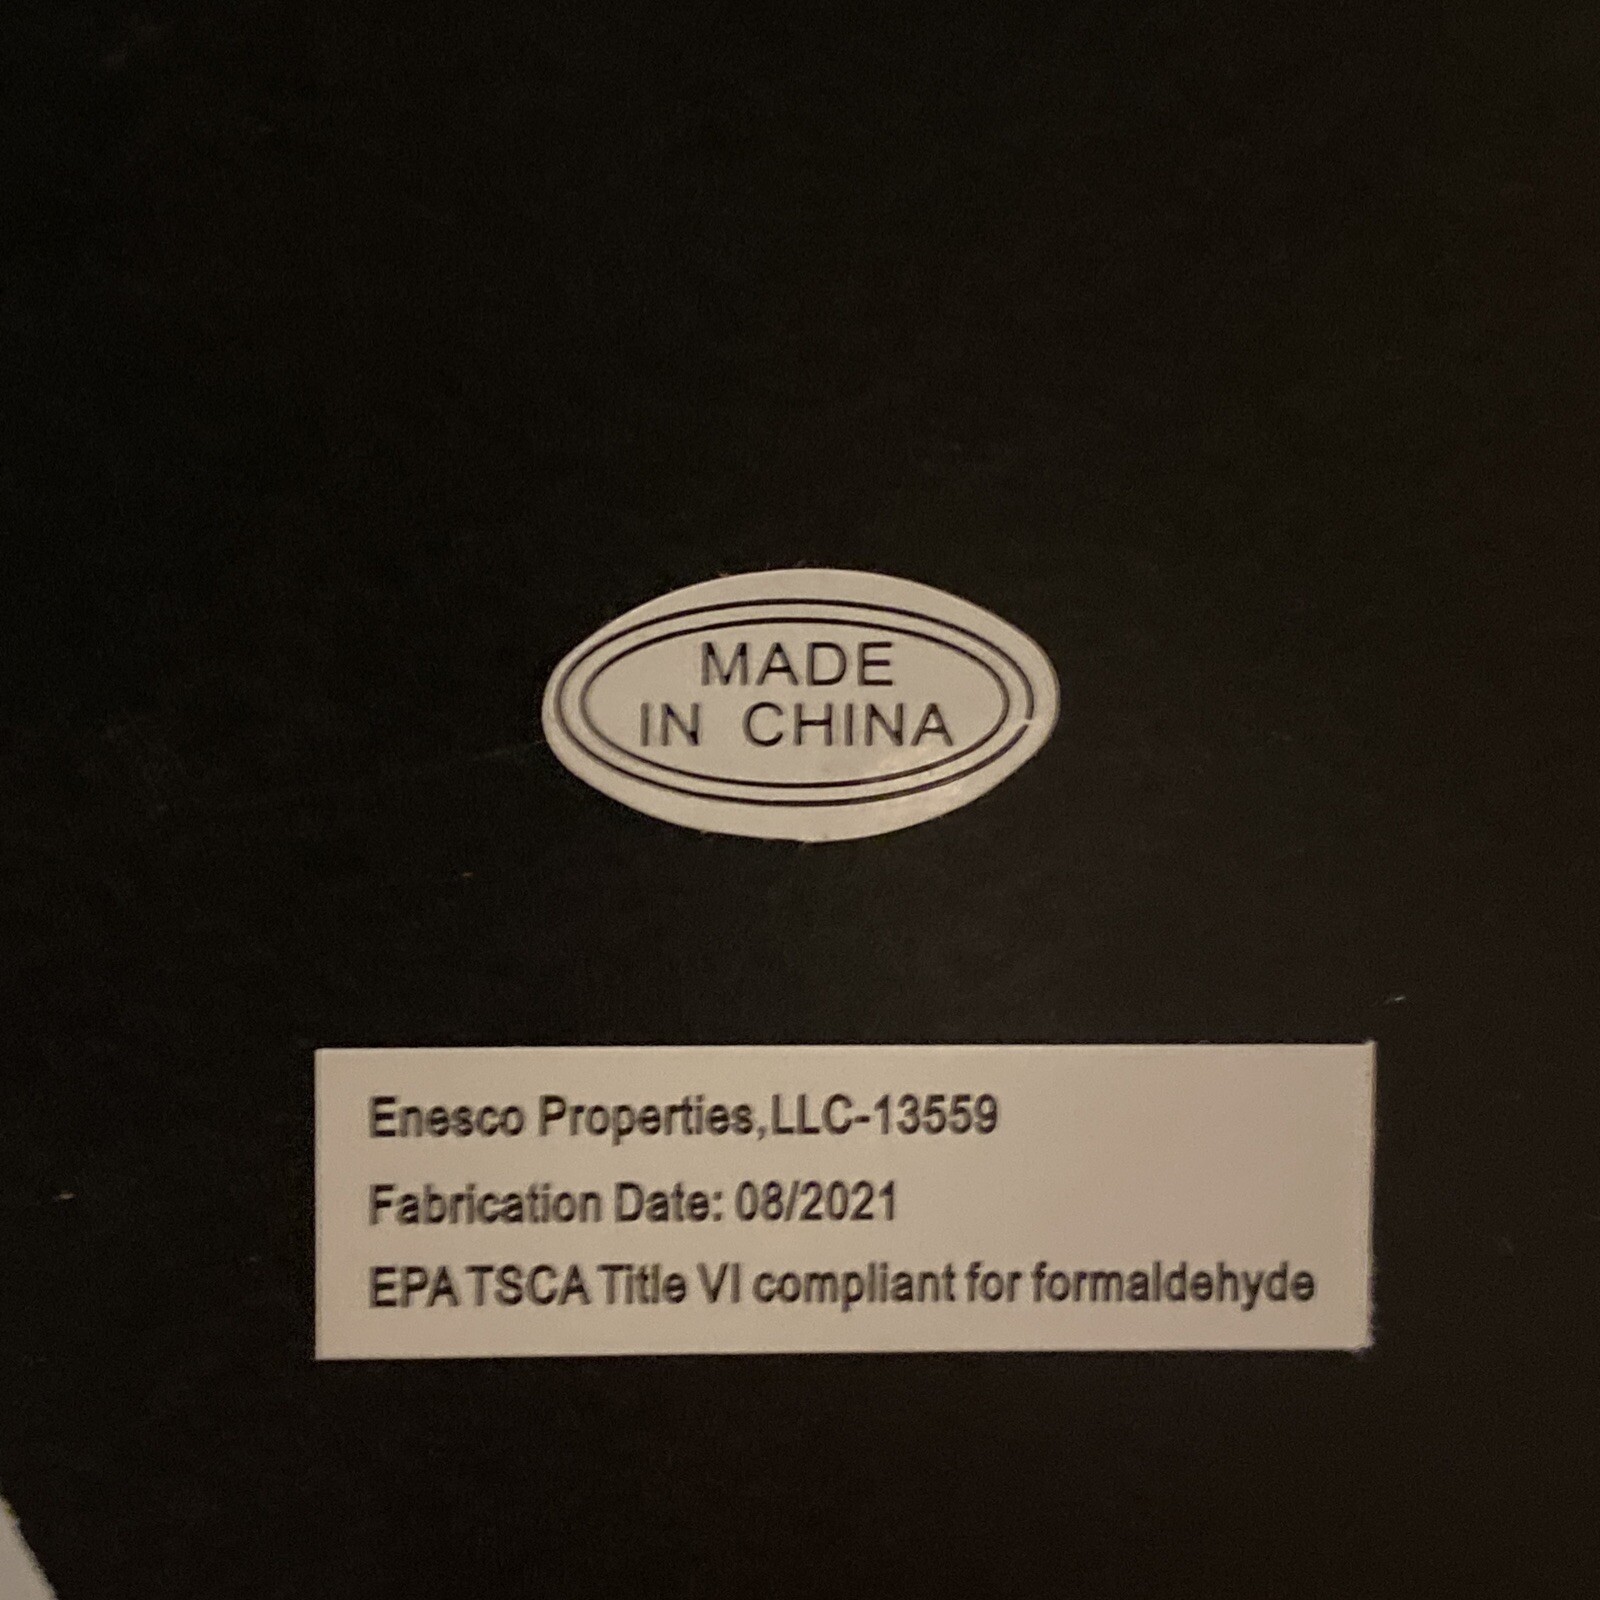 MADE
IN CHINA
Enesco Properties,LLC-13559
Fabrication Date: 08/2021
EPA TSCA Title VI compliant for formaldehyde